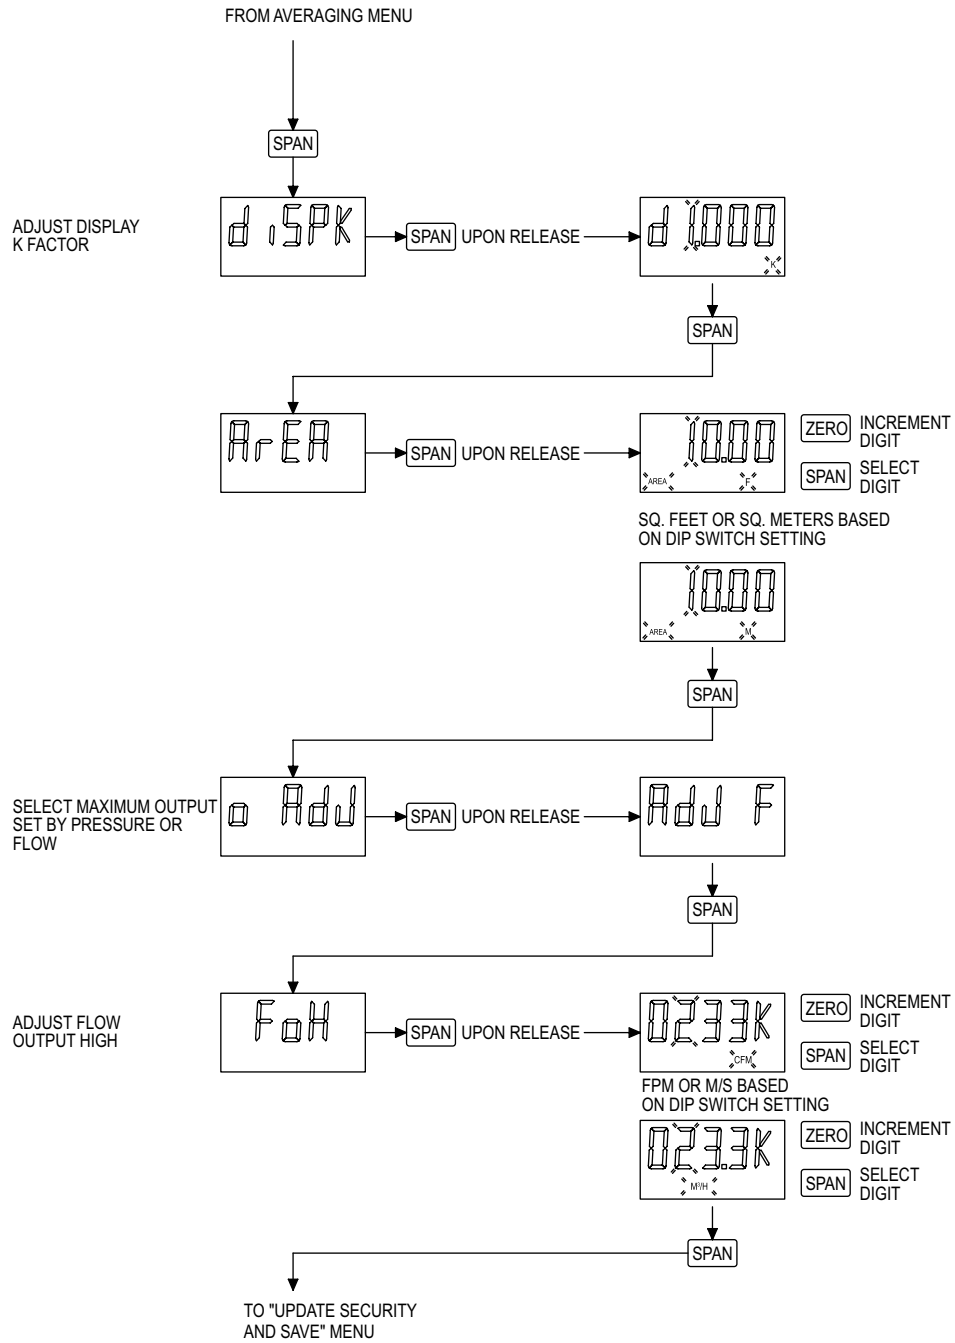 FROM AVERAGING MENU
SPAN
ADJUST DISPLAY
K FACTOR
diSPK
SPAN UPON RELEASE
d 1.000
K
SPAN
ArEA
SPAN UPON RELEASE
10.00
AREA F
ZERO INCREMENT
DIGIT
SPAN SELECT
DIGIT
SQ. FEET OR SQ. METERS BASED
ON DIP SWITCH SETTING
10.00
AREA M
SPAN
SELECT MAXIMUM OUTPUT
SET BY PRESSURE OR
FLOW
o AdJ
SPAN UPON RELEASE
AdJ F
SPAN
ADJUST FLOW
OUTPUT HIGH
FoH
SPAN UPON RELEASE
0233K
CFM
ZERO INCREMENT
DIGIT
SPAN SELECT
DIGIT
FPM OR M/S BASED
ON DIP SWITCH SETTING
023.3K
M³/H
ZERO INCREMENT
DIGIT
SPAN SELECT
DIGIT
SPAN
TO "UPDATE SECURITY
AND SAVE" MENU